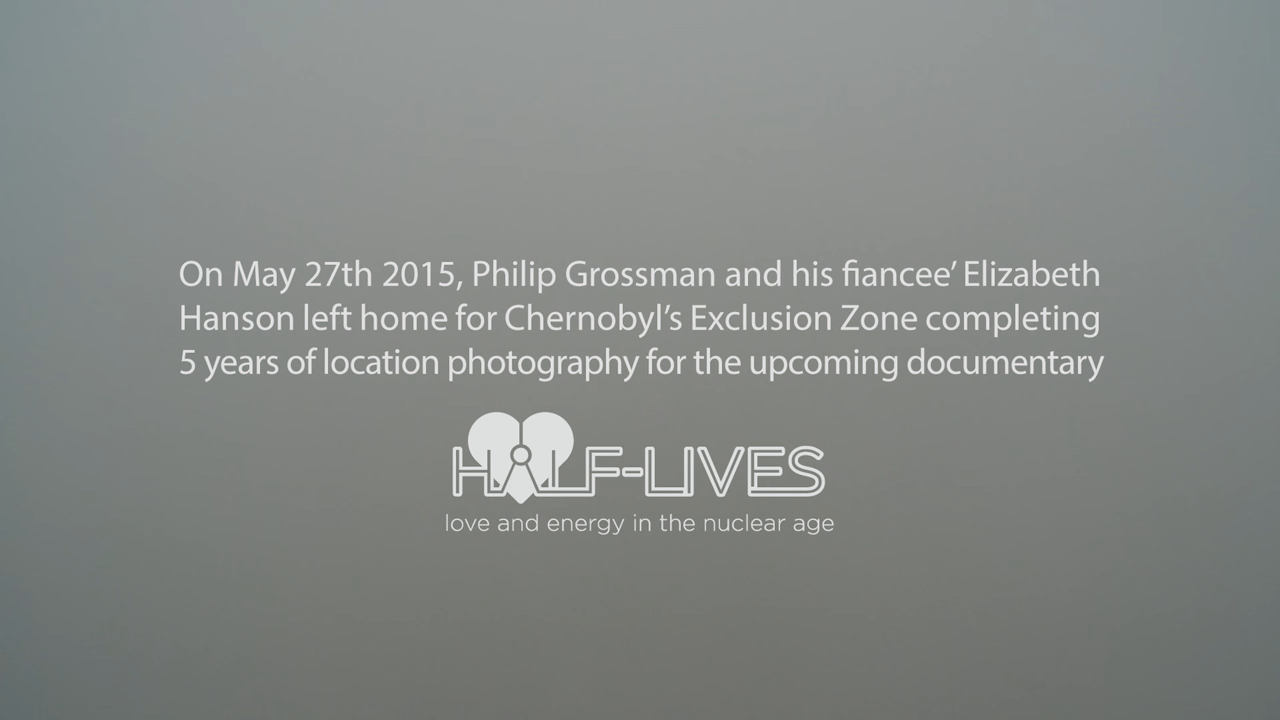 On May 27th 2015, Philip Grossman and his fiancee’ Elizabeth
Hanson left home for Chernobyl’s Exclusion Zone completing
5 years of location photography for the upcoming documentary
HALF-LIVES
love and energy in the nuclear age